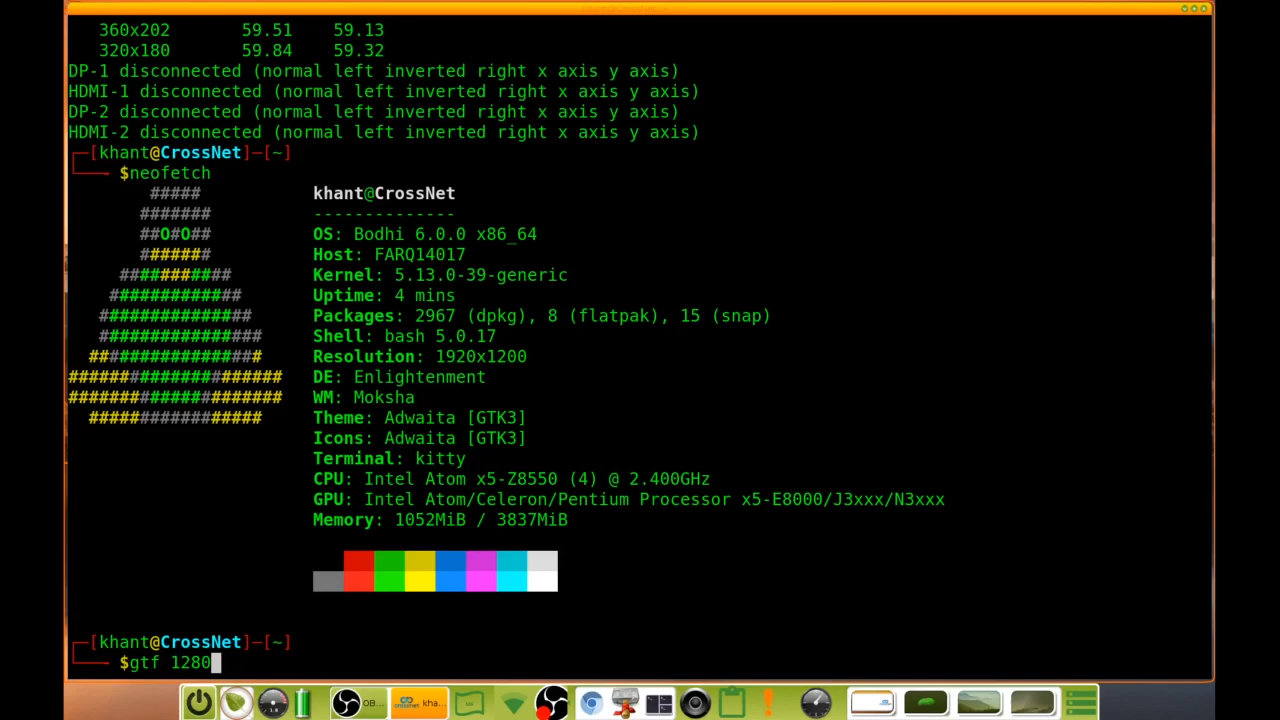 360x202       59.51    59.13
320x180       59.84    59.32
DP-1 disconnected (normal left inverted right x axis y axis)
HDMI-1 disconnected (normal left inverted right x axis y axis)
DP-2 disconnected (normal left inverted right x axis y axis)
HDMI-2 disconnected (normal left inverted right x axis y axis)
┌─[khant@CrossNet]─[~]
└──╼ $neofetch
#####
#######
##O#O##
#######
###########
#############
###############
################
#################
#####################
#####################
#################
khant@CrossNet
--------------
OS: Bodhi 6.0.0 x86_64
Host: FARQ14017
Kernel: 5.13.0-39-generic
Uptime: 4 mins
Packages: 2967 (dpkg), 8 (flatpak), 15 (snap)
Shell: bash 5.0.17
Resolution: 1920x1200
DE: Enlightenment
WM: Moksha
Theme: Adwaita [GTK3]
Icons: Adwaita [GTK3]
Terminal: kitty
CPU: Intel Atom x5-Z8550 (4) @ 2.400GHz
GPU: Intel Atom/Celeron/Pentium Processor x5-E8000/J3xxx/N3xxx
Memory: 1052MiB / 3837MiB
┌─[khant@CrossNet]─[~]
└──╼ $gtf 1280
OB... kha...